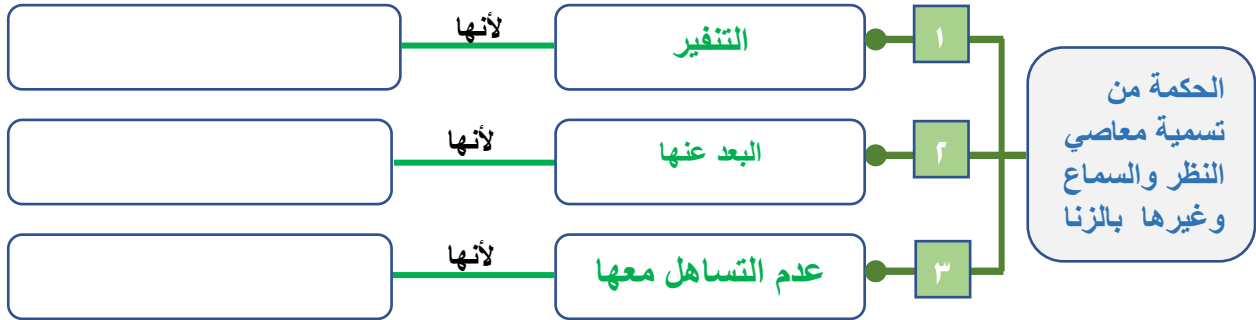 الحكمة من
تسمية معاصي
النظر والسماع
وغيرها بالزنا
١
التنفير
لأنها
٢
البعد عنها
لأنها
٣
عدم التساهل معها
لأنها